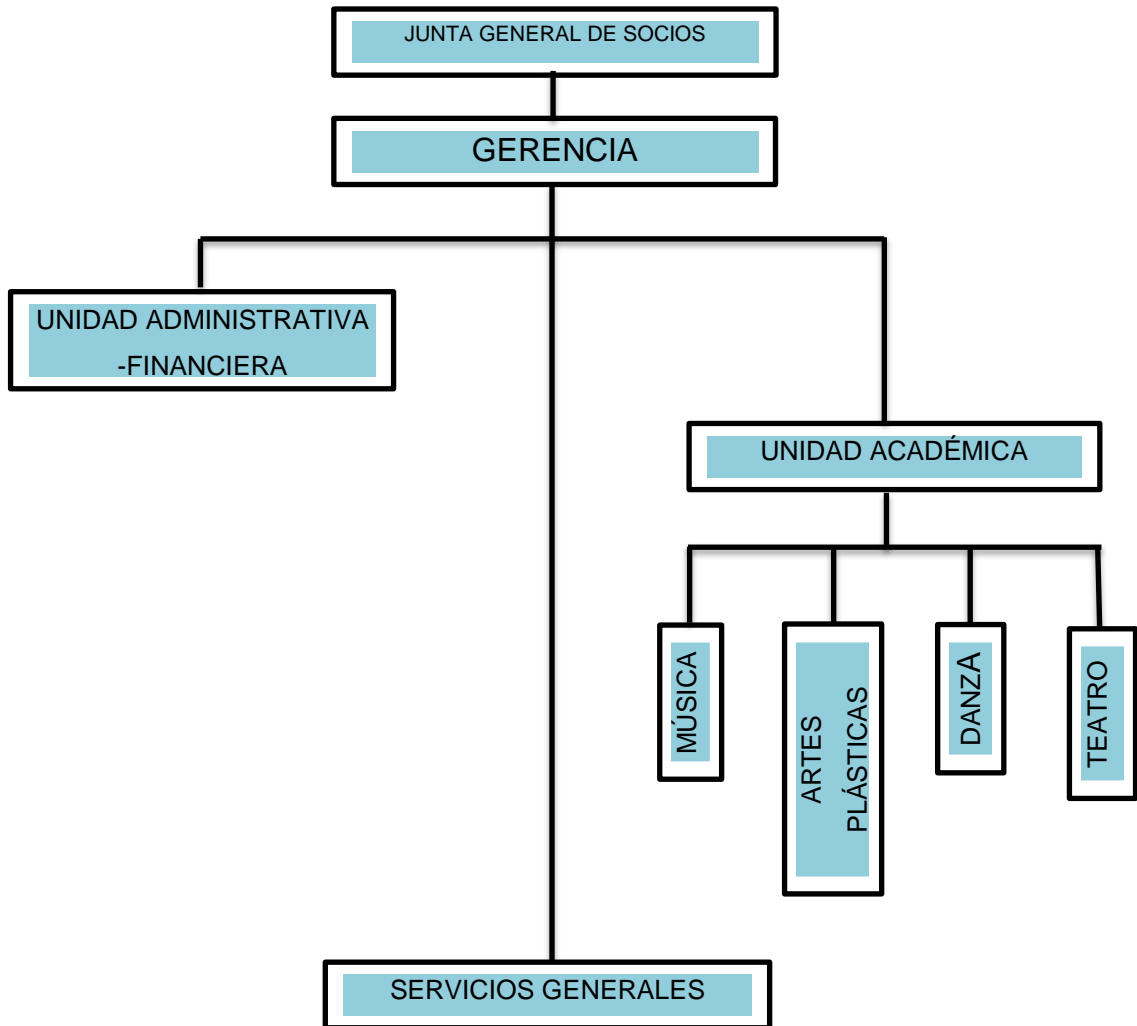 JUNTA GENERAL DE SOCIOS
GERENCIA
UNIDAD ADMINISTRATIVA
-FINANCIERA
UNIDAD ACADÉMICA
MÚSICA
ARTES
PLÁSTICAS
DANZA
TEATRO
SERVICIOS GENERALES